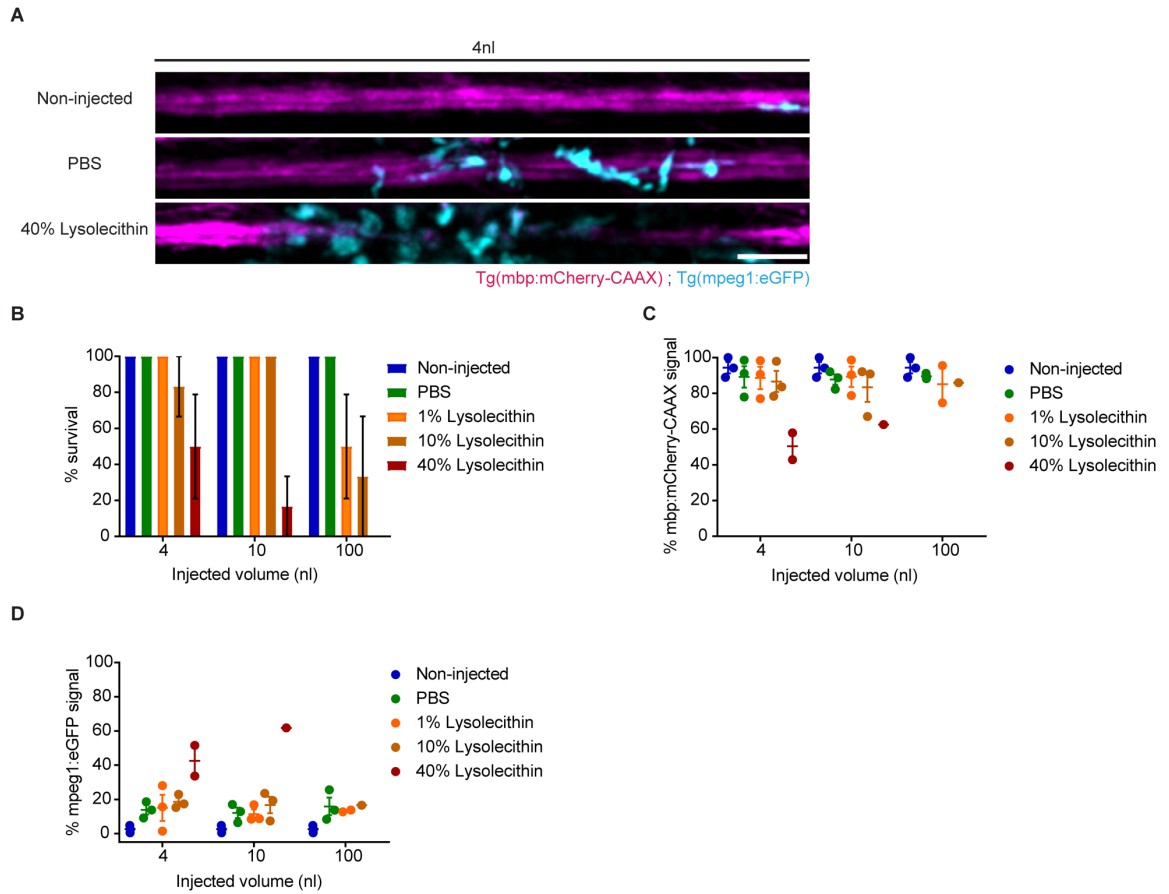 A
4nl
Non-injected
PBS
40% Lysolecithin
Tg(mbp:mCherry-CAAX) ; Tg(mpeg1:eGFP)
B
% survival
100
80
60
40
20
0
4
10
100
Injected volume (nl)
Non-injected
PBS
1% Lysolecithin
10% Lysolecithin
40% Lysolecithin
C
% mbp:mCherry-CAAX signal
100
80
60
40
20
0
4
10
100
Injected volume (nl)
Non-injected
PBS
1% Lysolecithin
10% Lysolecithin
40% Lysolecithin
D
% mpeg1:eGFP signal
100
80
60
40
20
0
4
10
100
Injected volume (nl)
Non-injected
PBS
1% Lysolecithin
10% Lysolecithin
40% Lysolecithin